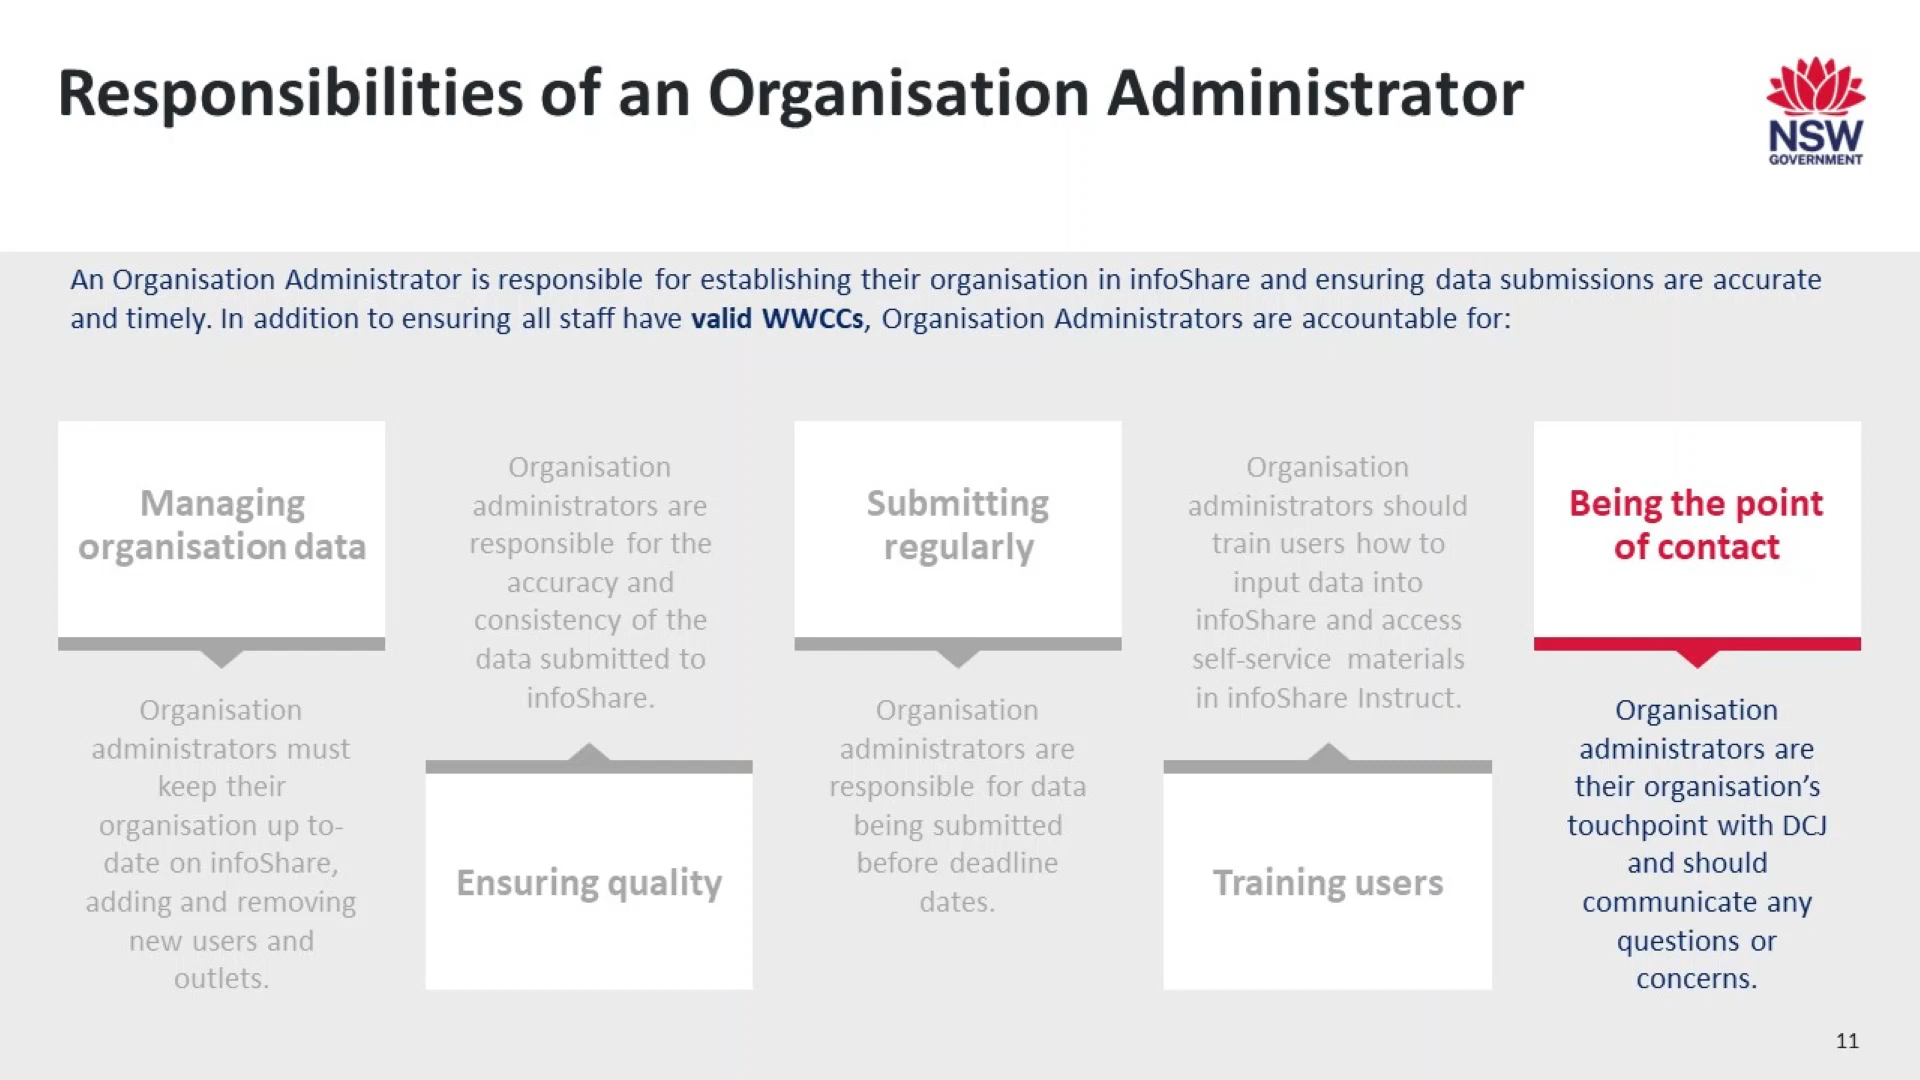 Responsibilities of an Organisation Administrator
NSW
GOVERNMENT
An Organisation Administrator is responsible for establishing their organisation in infoShare and ensuring data submissions are accurate
and timely. In addition to ensuring all staff have valid WWCCs, Organisation Administrators are accountable for:
Managing
organisation data
Organisation
administrators must
keep their
organisation up to-
date on infoShare,
adding and removing
new users and
outlets.
Organisation
administrators are
responsible for the
accuracy and
consistency of the
data submitted to
infoShare.
Ensuring quality
Submitting
regularly
Organisation
administrators are
responsible for data
being submitted
before deadline
dates.
Organisation
administrators should
train users how to
input data into
infoShare and access
self-service materials
in infoShare Instruct.
Training users
Being the point
of contact
Organisation
administrators are
their organisation’s
touchpoint with DCJ
and should
communicate any
questions or
concerns.
11